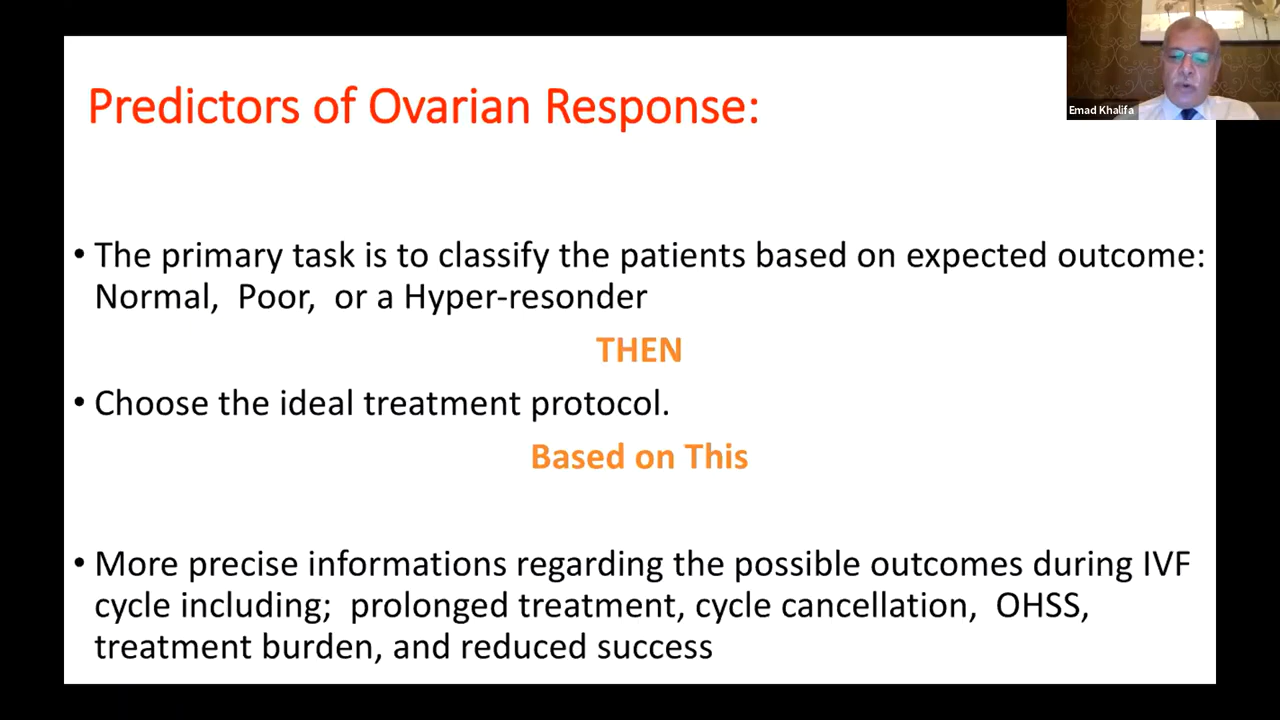 Emad Khalifa
Predictors of Ovarian Response:
• The primary task is to classify the patients based on expected outcome:
Normal, Poor, or a Hyper-resonder
THEN
• Choose the ideal treatment protocol.
Based on This
• More precise informations regarding the possible outcomes during IVF
cycle including; prolonged treatment, cycle cancellation, OHSS,
treatment burden, and reduced success